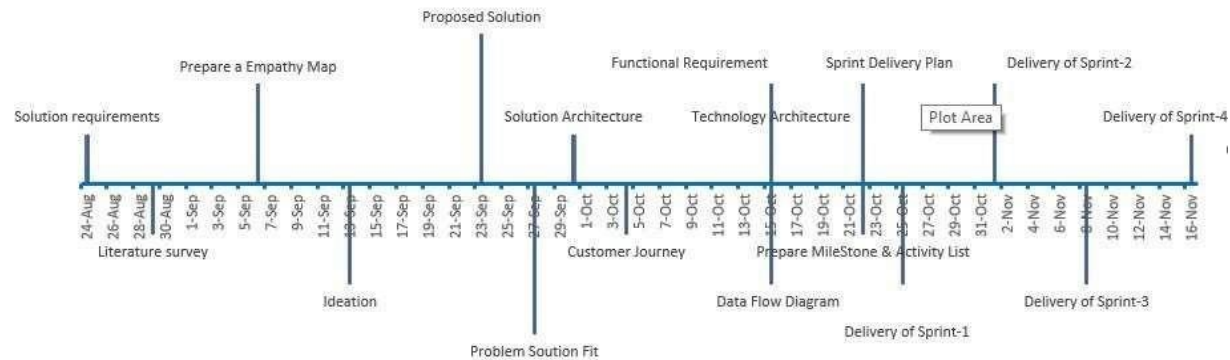 Proposed Solution
Prepare a Empathy Map
Functional Requirement
Sprint Delivery Plan
Delivery of Sprint-2
Solution requirements
Solution Architecture
Technology Architecture
Plot Area
Delivery of Sprint-4
24-Aug
26-Aug
28-Aug
30-Aug
1-Sep
3-Sep
5-Sep
7-Sep
9-Sep
11-Sep
13-Sep
15-Sep
17-Sep
19-Sep
21-Sep
23-Sep
25-Sep
27-Sep
29-Sep
1-Oct
3-Oct
5-Oct
7-Oct
9-Oct
11-Oct
13-Oct
15-Oct
17-Oct
19-Oct
21-Oct
23-Oct
25-Oct
27-Oct
29-Oct
31-Oct
2-Nov
4-Nov
6-Nov
8-Nov
10-Nov
12-Nov
14-Nov
16-Nov
Literature survey
Customer Journey
Prepare MileStone & Activity List
Ideation
Data Flow Diagram
Delivery of Sprint-3
Delivery of Sprint-1
Problem Soution Fit